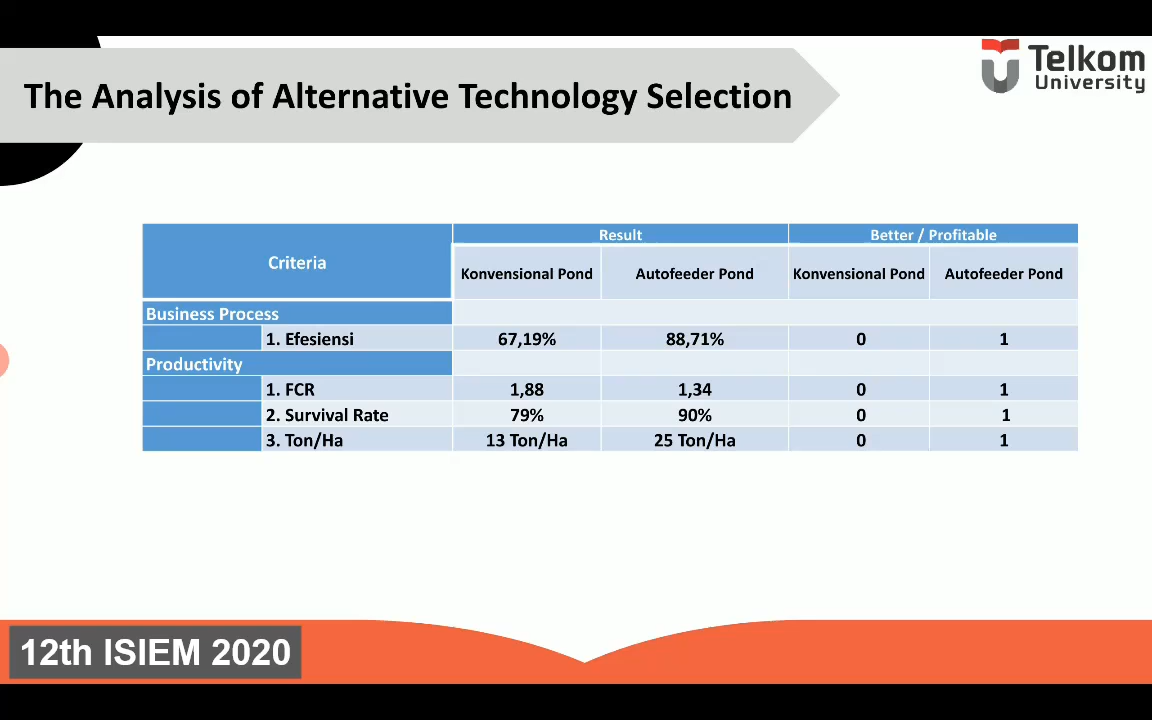 Telkom
University
The Analysis of Alternative Technology Selection
Criteria Result Better / Profitable
Konvensional Pond Autofeeder Pond Konvensional Pond Autofeeder Pond
Business Process
1. Efesiensi 67,19% 88,71% 0 1
Productivity
1. FCR 1,88 1,34 0 1
2. Survival Rate 79% 90% 0 1
3. Ton/Ha 13 Ton/Ha 25 Ton/Ha 0 1
12th ISIEM 2020